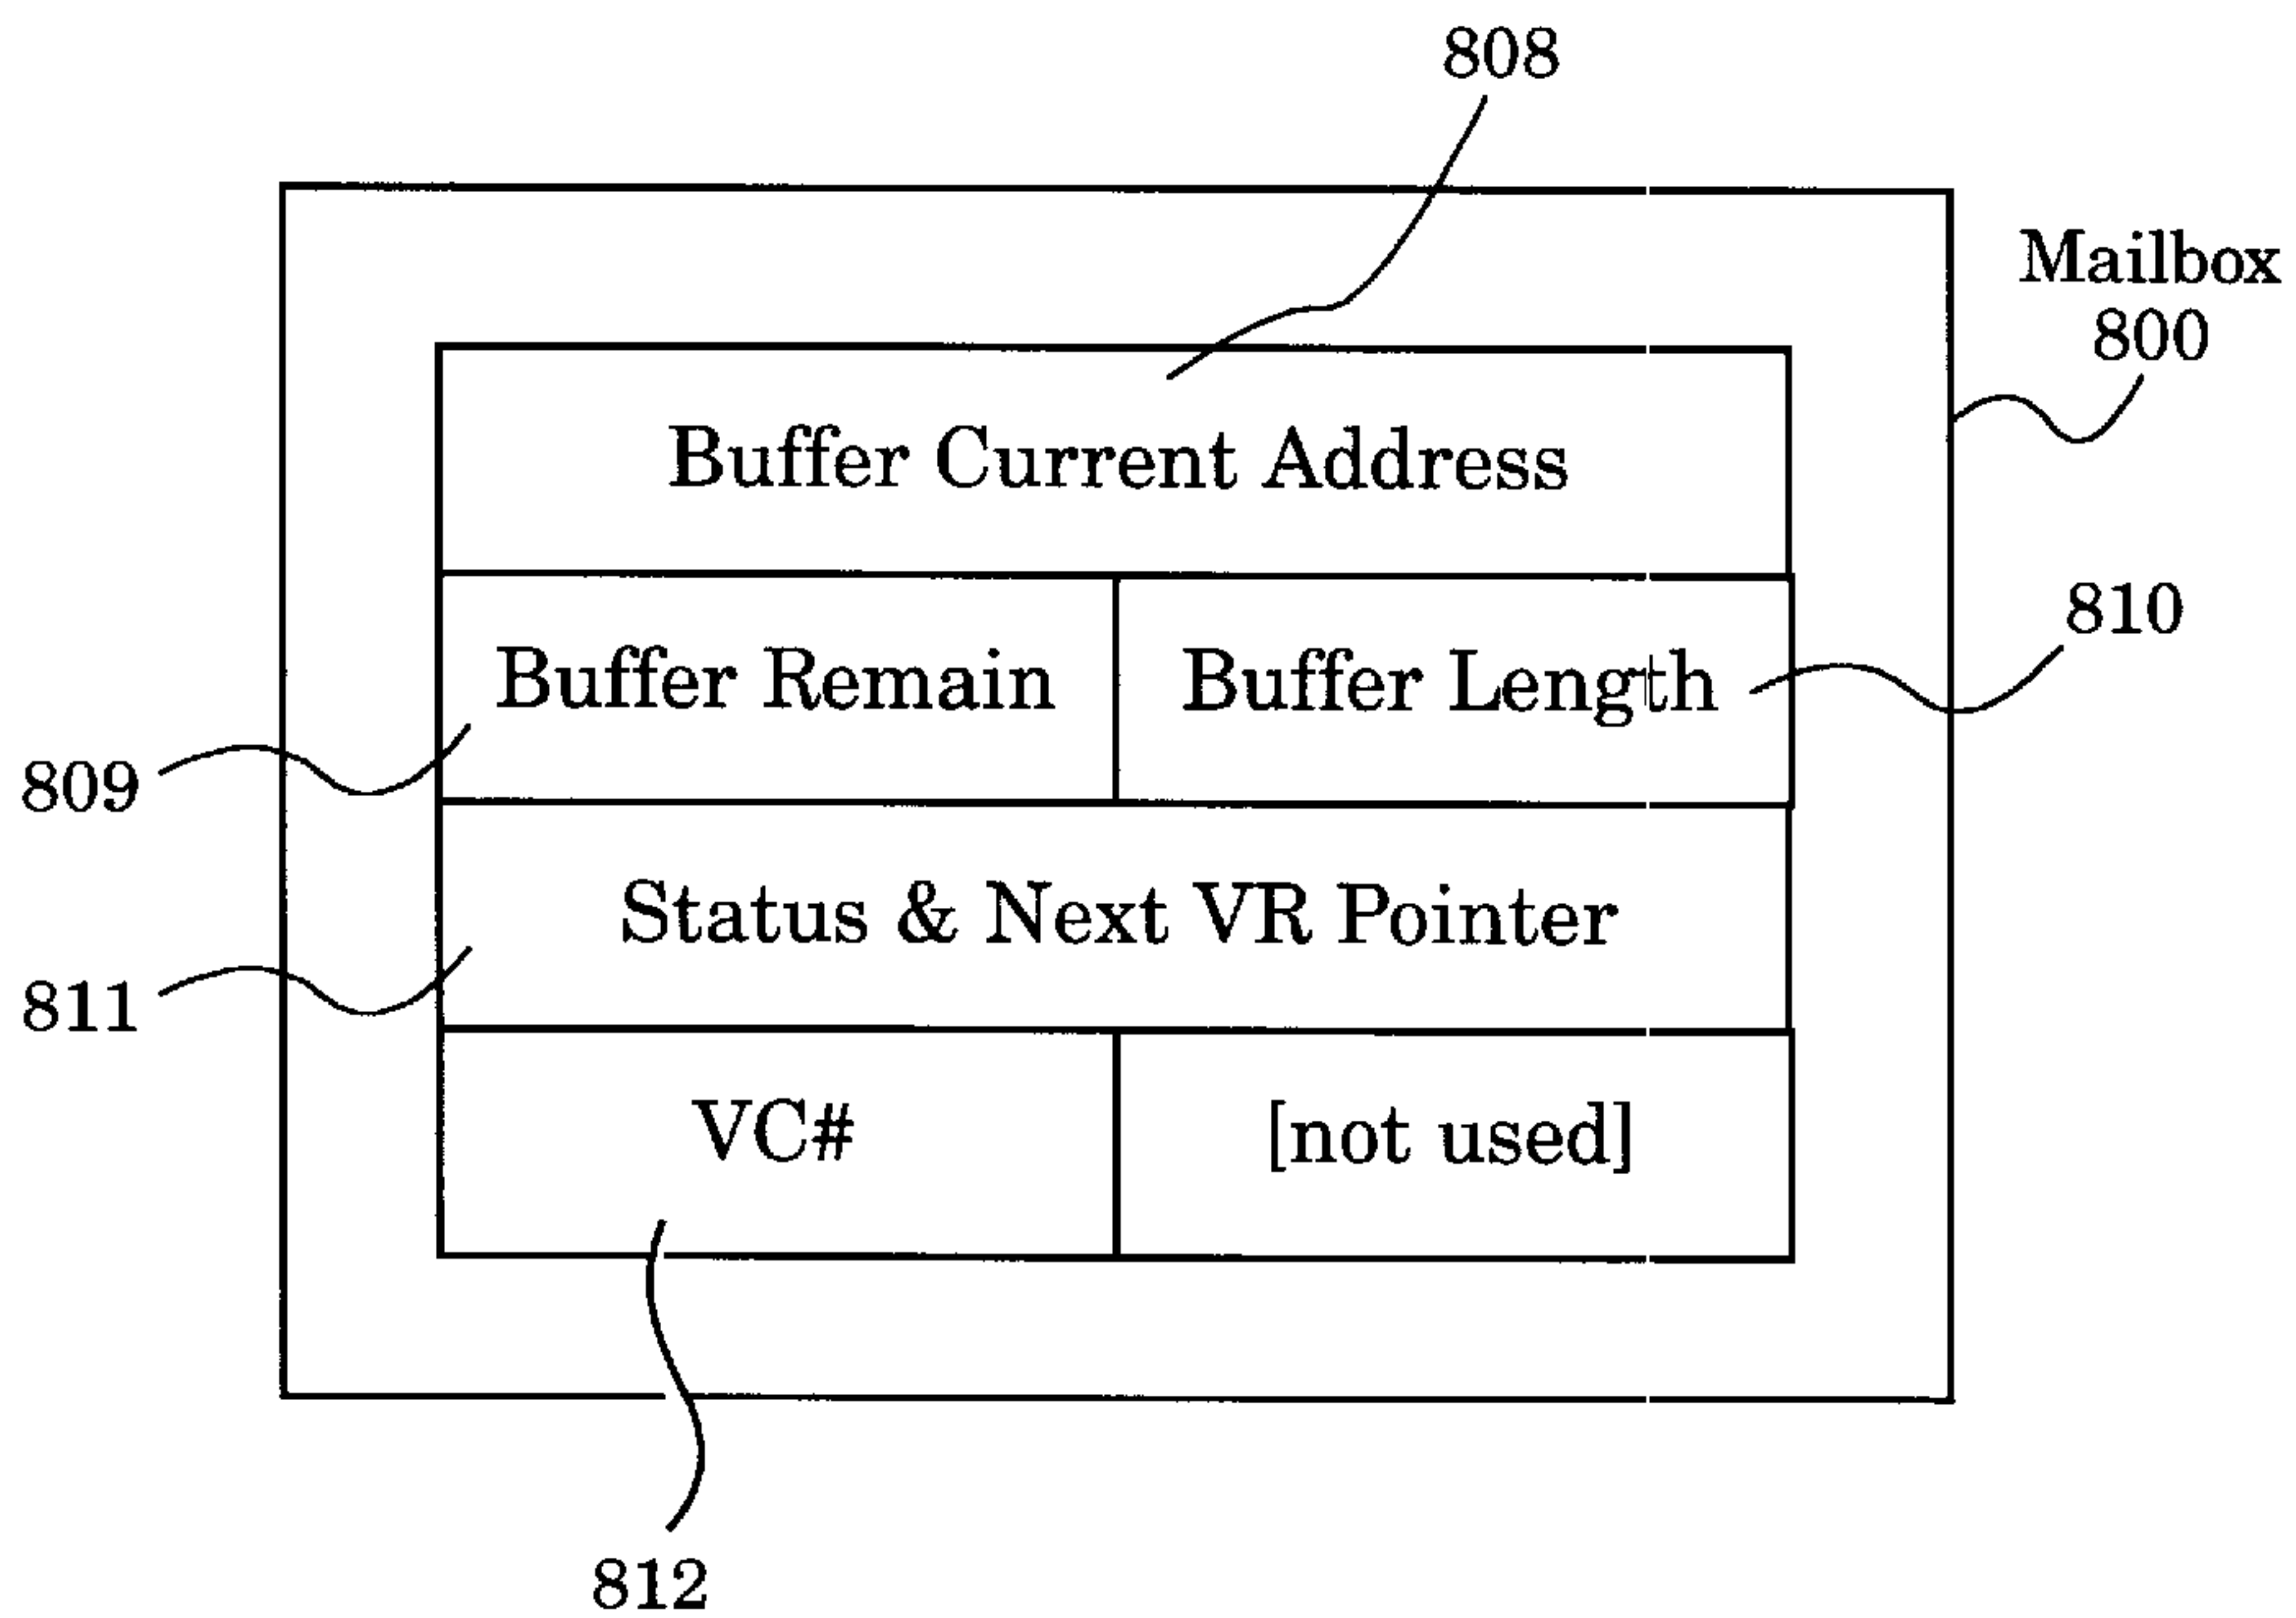 808
Mailbox
800
Buffer Current Address
810
Buffer Remain
Buffer Length
809
Status & Next VR Pointer
811
VC#
[not used]
812